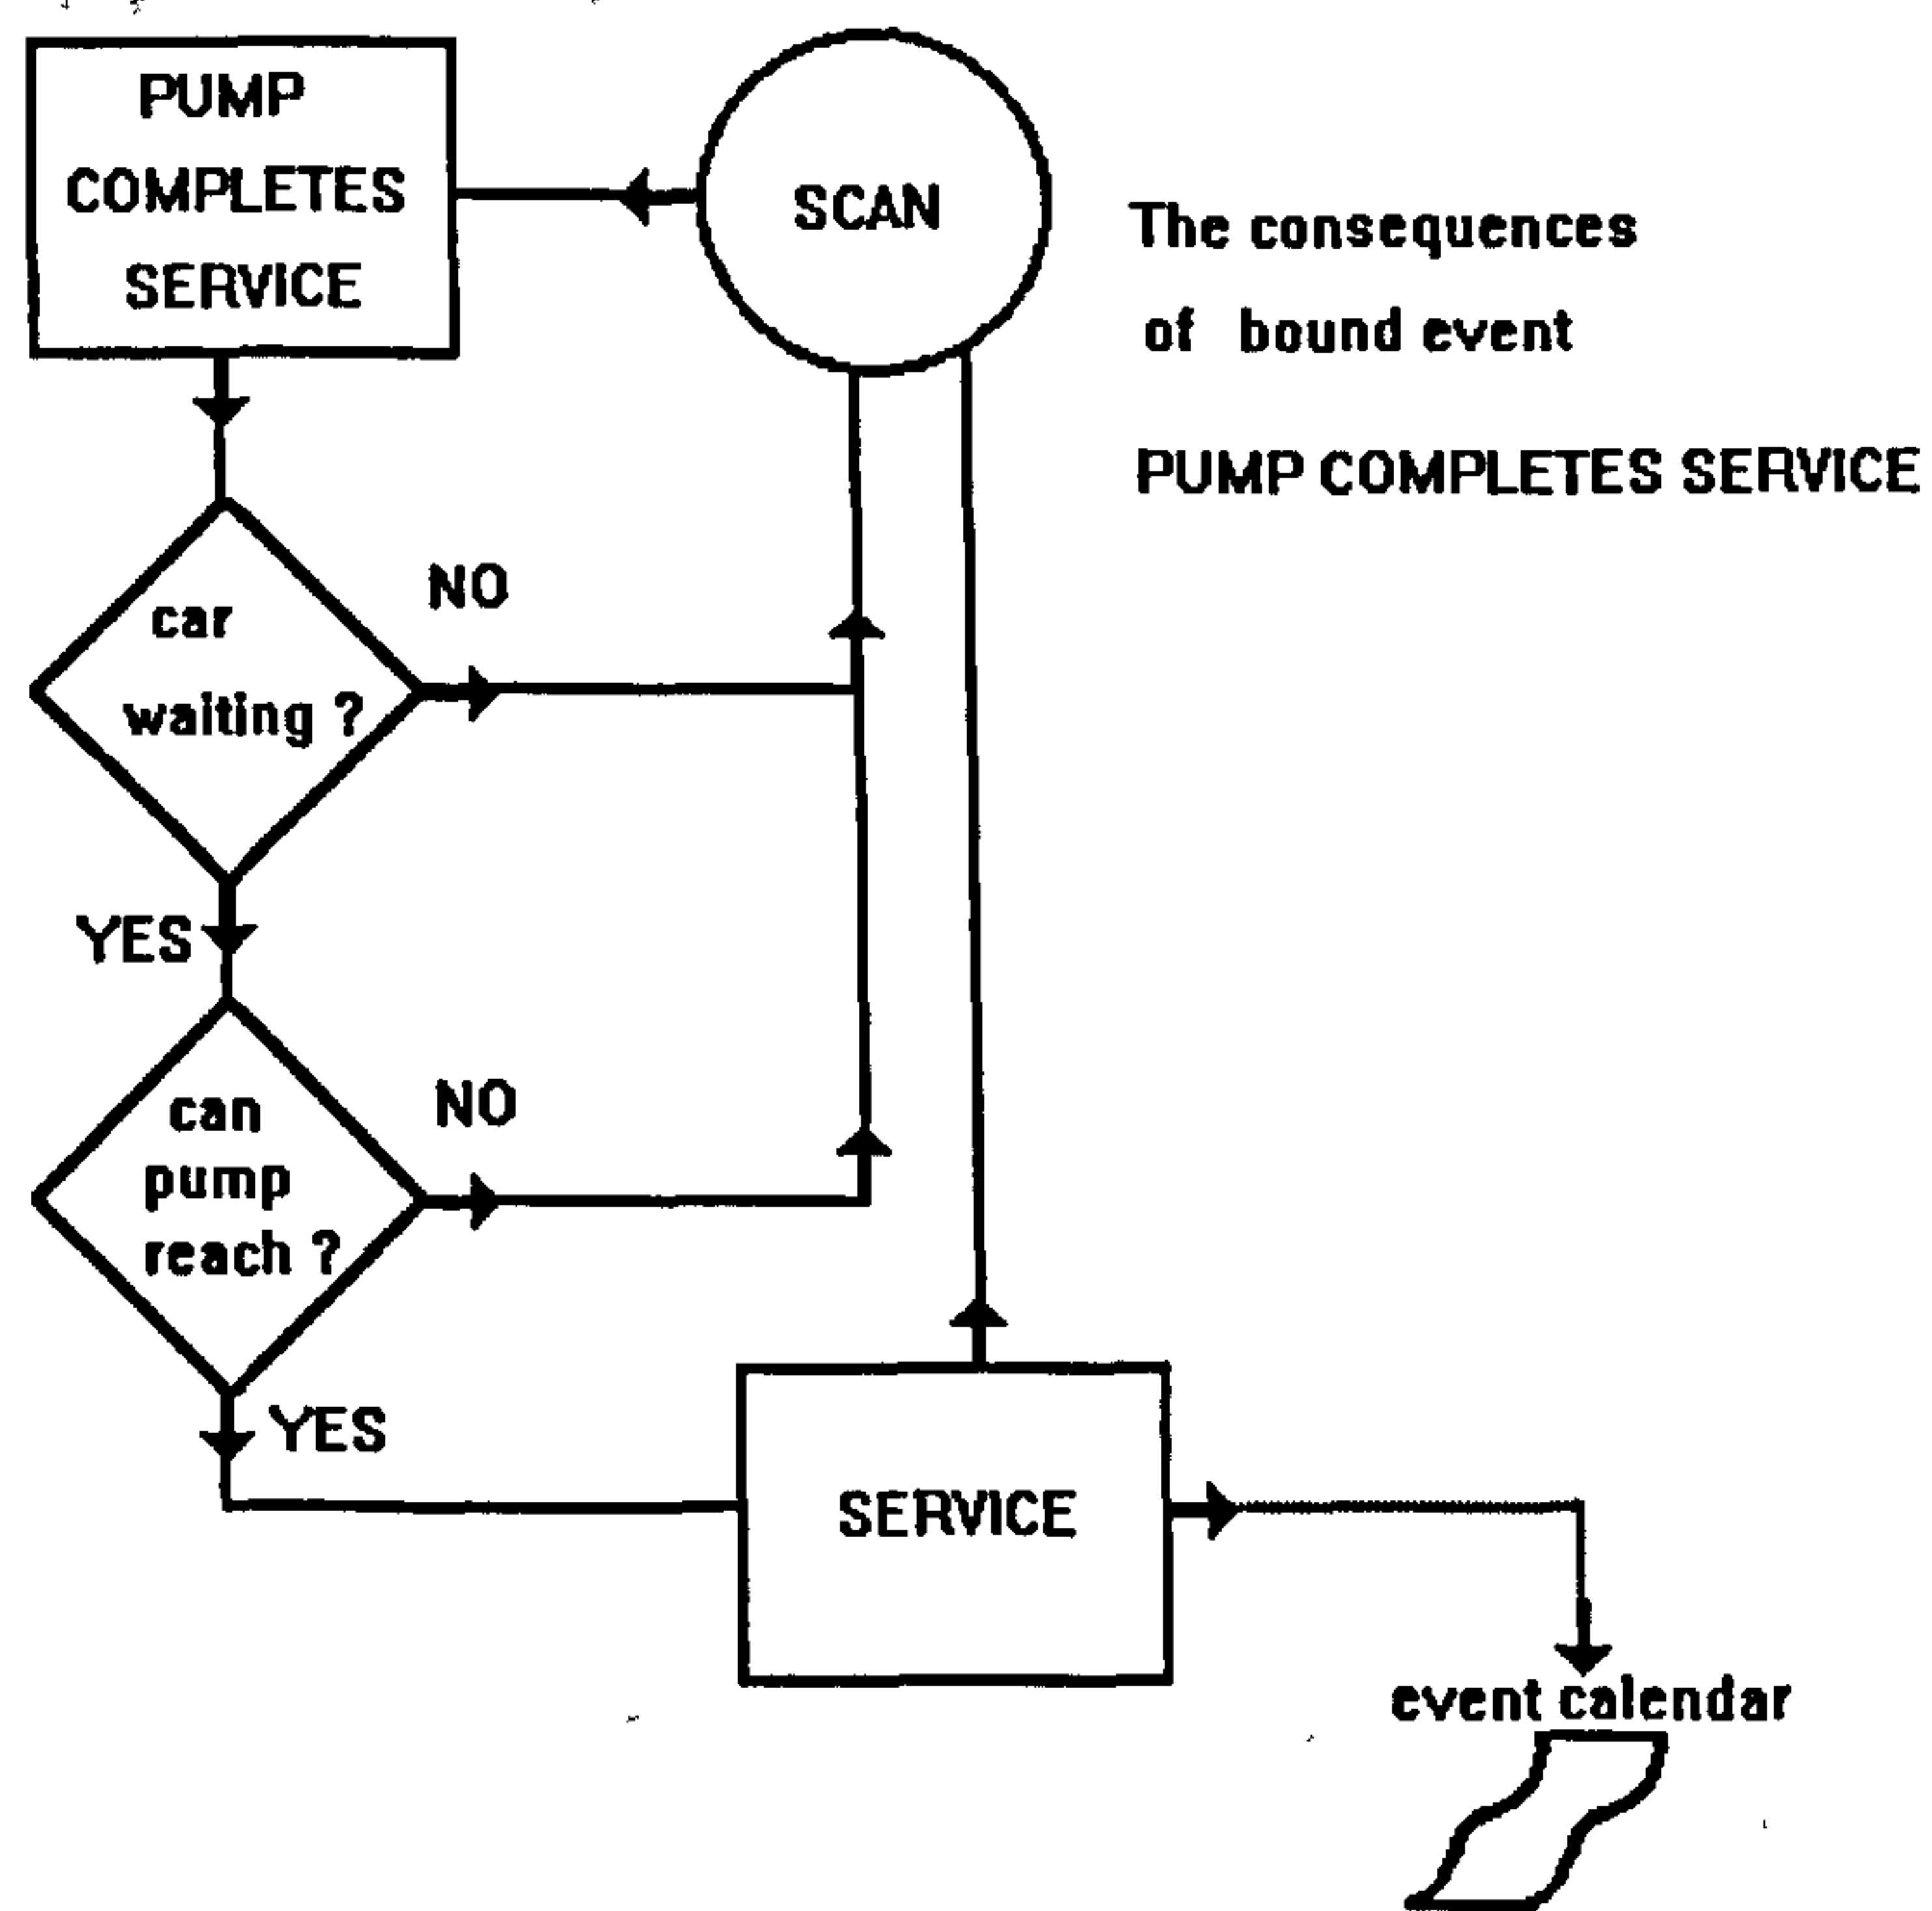 PUMP
COMPLETES
SERVICE
SCAN
The consequences
of bound event
PUMP COMPLETES SERVICE
NO
car
waiting ?
YES
NO
can
pump
reach ?
YES
SERVICE
event calendar